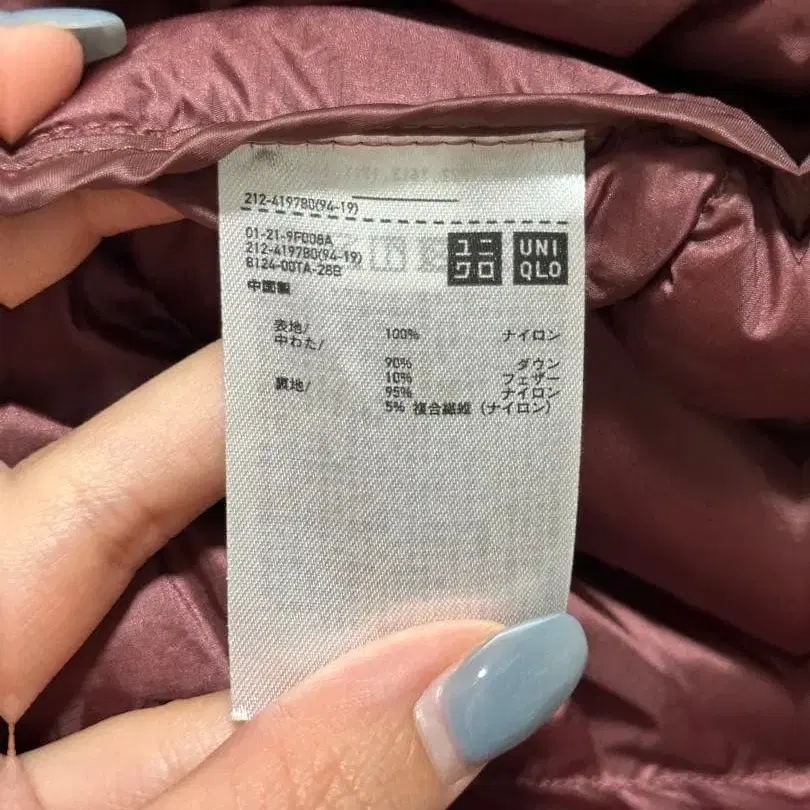 212-419780(94-19)
01-21-9F008A
212-419780(94-19)
8124-00TA-28B
中国製
ユニ
クロ
UNI
QLO
表地/ 100% ナイロン
中わた/ 90% ダウン
10% フェザー
裏地/ 95% ナイロン
5% 複合繊維 (ナイロン)